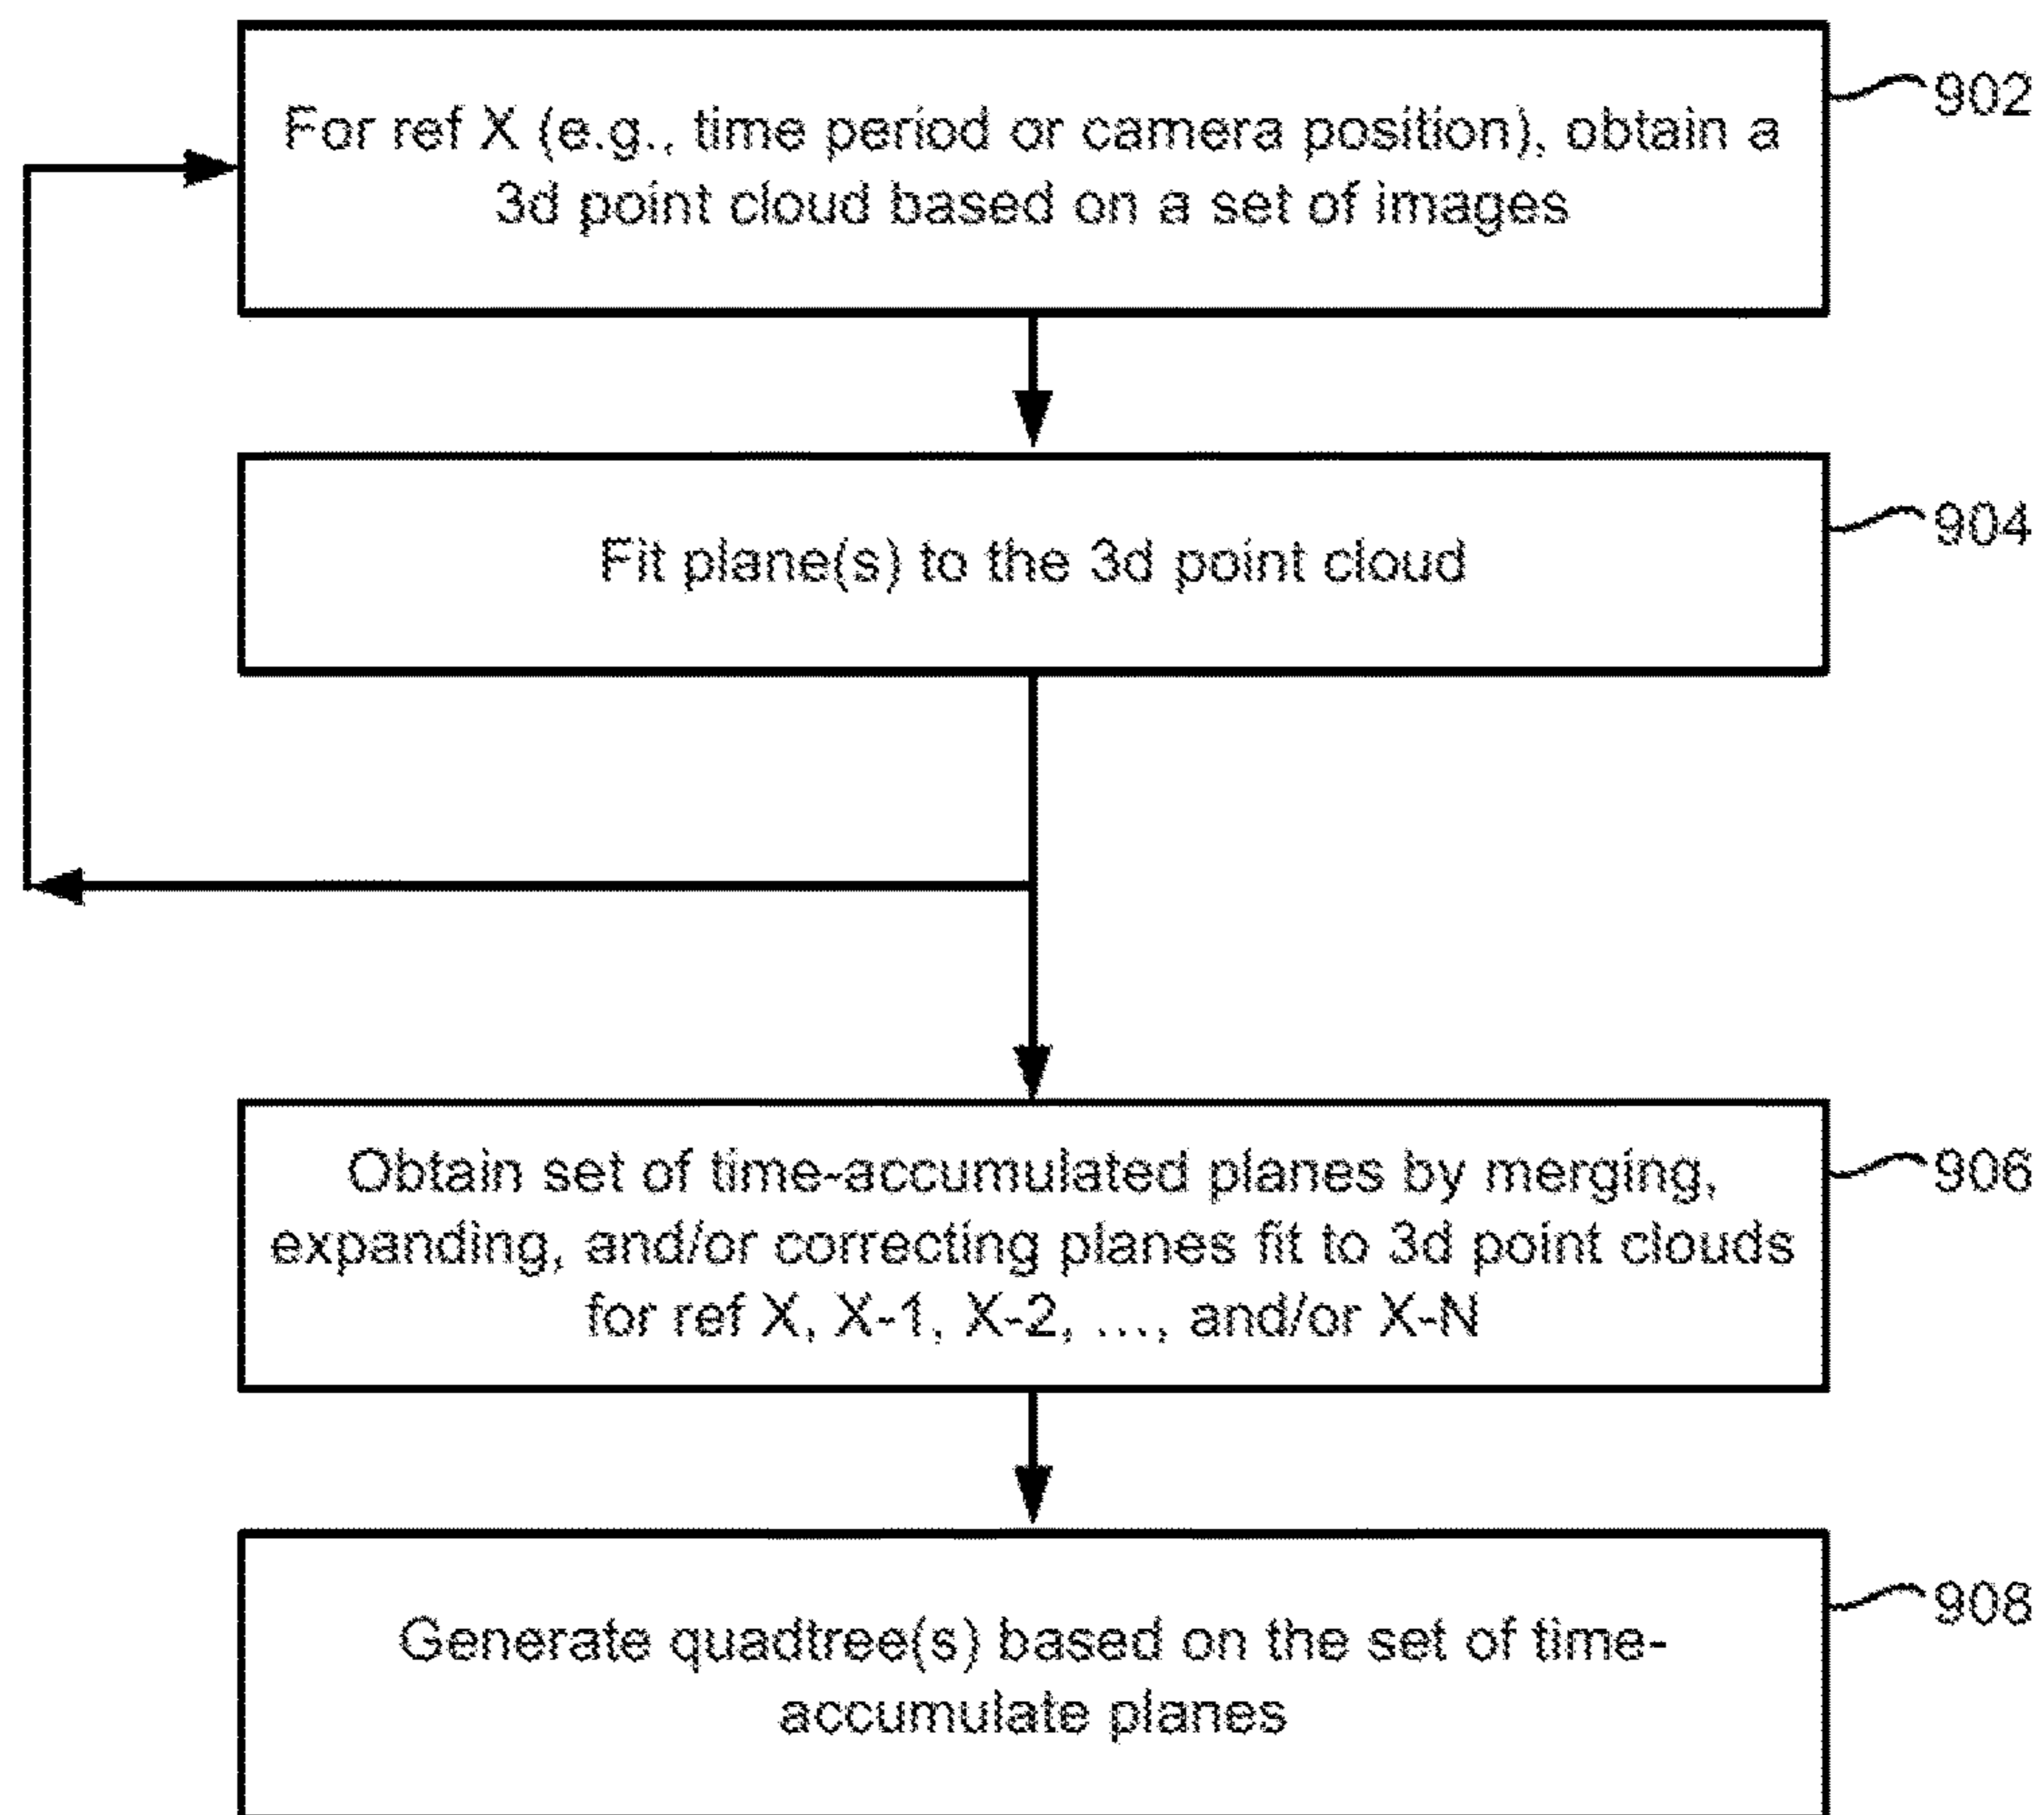 For ref X (e.g., time period or camera position), obtain a
3d point cloud based on a set of images
902
Fit plane(s) to the 3d point cloud
904
Obtain set of time-accumulated planes by merging,
expanding, and/or correcting planes fit to 3d point clouds
for ref X, X-1, X-2, ..., and/or X-N
906
Generate quadtree(s) based on the set of time-
accumulate planes
908